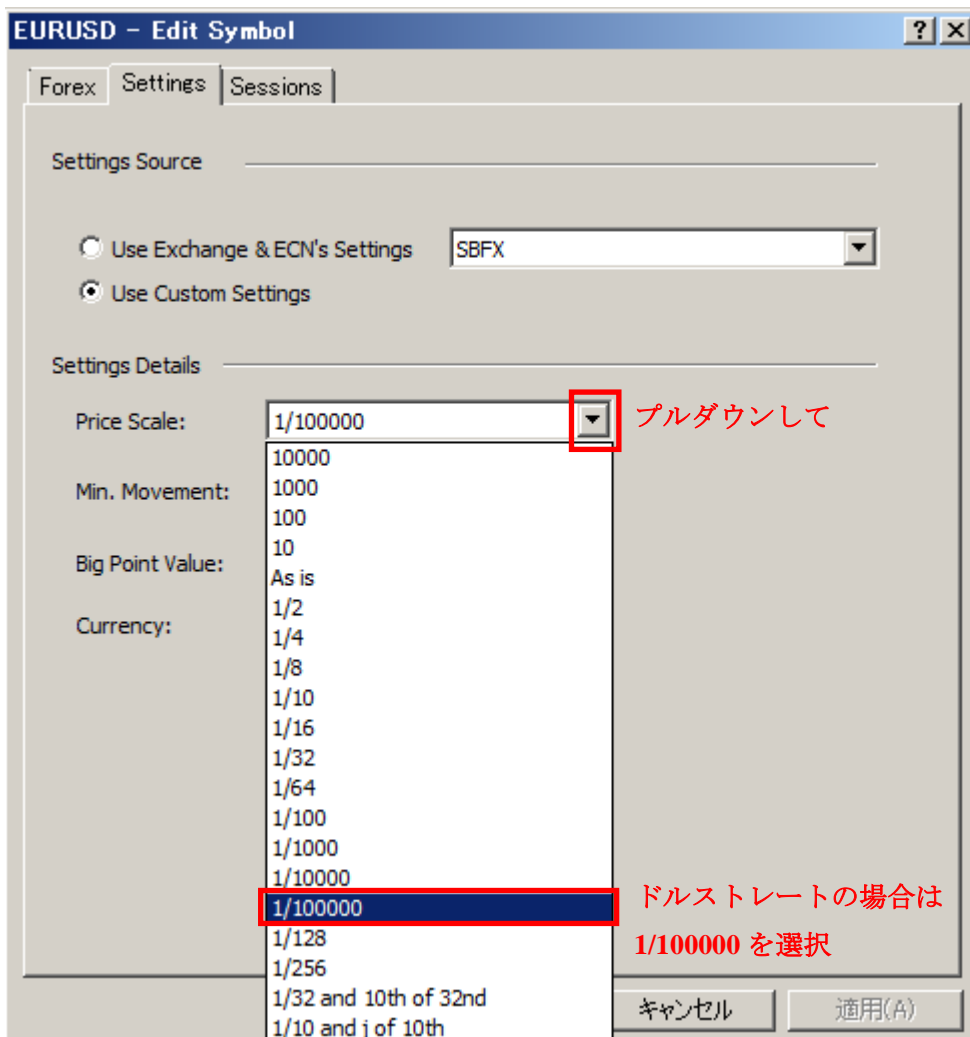 EURUSD - Edit Symbol
Forex Settings Sessions
Settings Source
Use Exchange & ECN's Settings SBFX
Use Custom Settings
Settings Details
Price Scale: 1/100000 プルダウンして
10000
Min. Movement: 1000
100
10
Big Point Value:
As is
1/2
Currency:
1/4
1/8
1/10
1/16
1/32
1/64
1/100
1/1000
1/10000
1/100000
ドルストレートの場合は
1/100000 を選択
1/128
1/256
1/32 and 10th of 32nd
1/10 and j of 10th
キャンセル 適用(A)